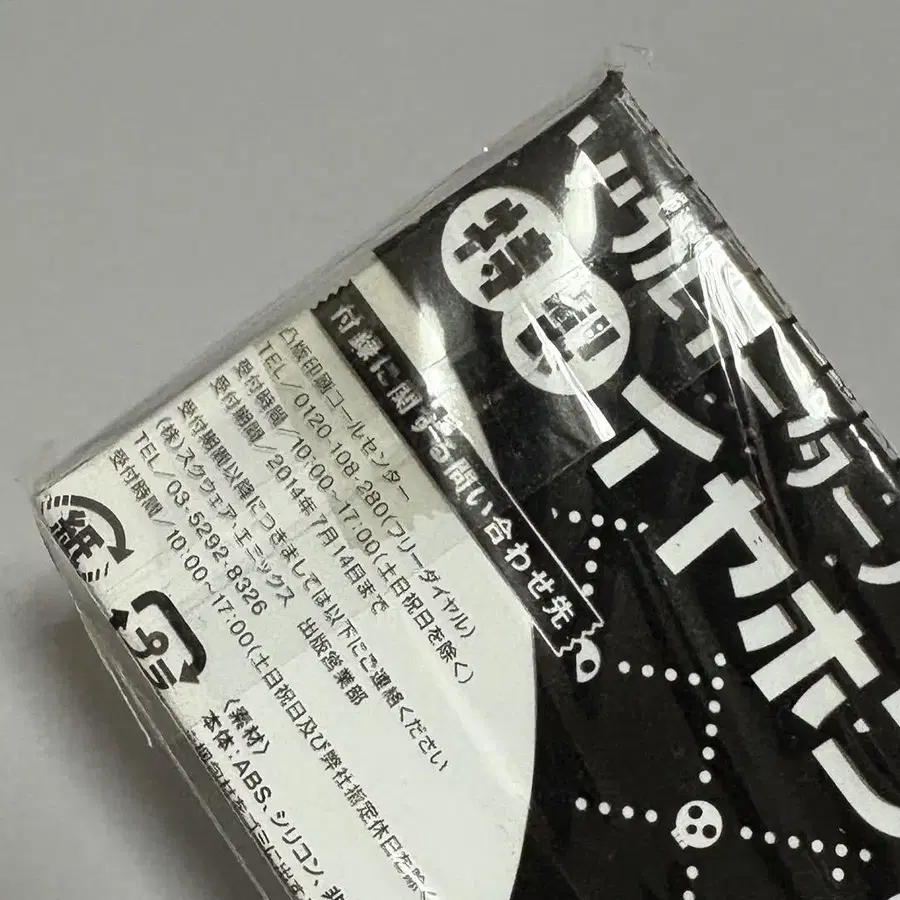 特製
イヤホン
付録に関する問い合わせ先
凸版印刷コールセンター
TEL/0120-108-280(フリーダイヤル)
受付時間/10:00~17:00(土日祝日を除く)
受付期間/2014年7月14日まで
受付期間以降につきましては以下にご連絡ください
(株)スクウェア・エニックス 出版営業部
TEL/03-5292-8326
受付時間/10:00~17:00(土日祝日及び弊社指定休日を除く
紙
プラ
〈素材〉
本体:ABS、シリコン、非